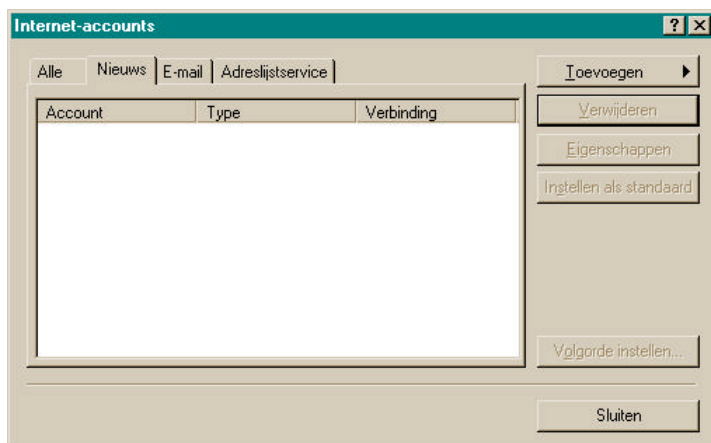 Internet-accounts
Alle Nieuws E-mail Adreslijstservice
Account Type Verbinding
Toevoegen
Verwijderen
Eigenschappen
Instellen als standaard
Volgorde instellen...
Sluiten